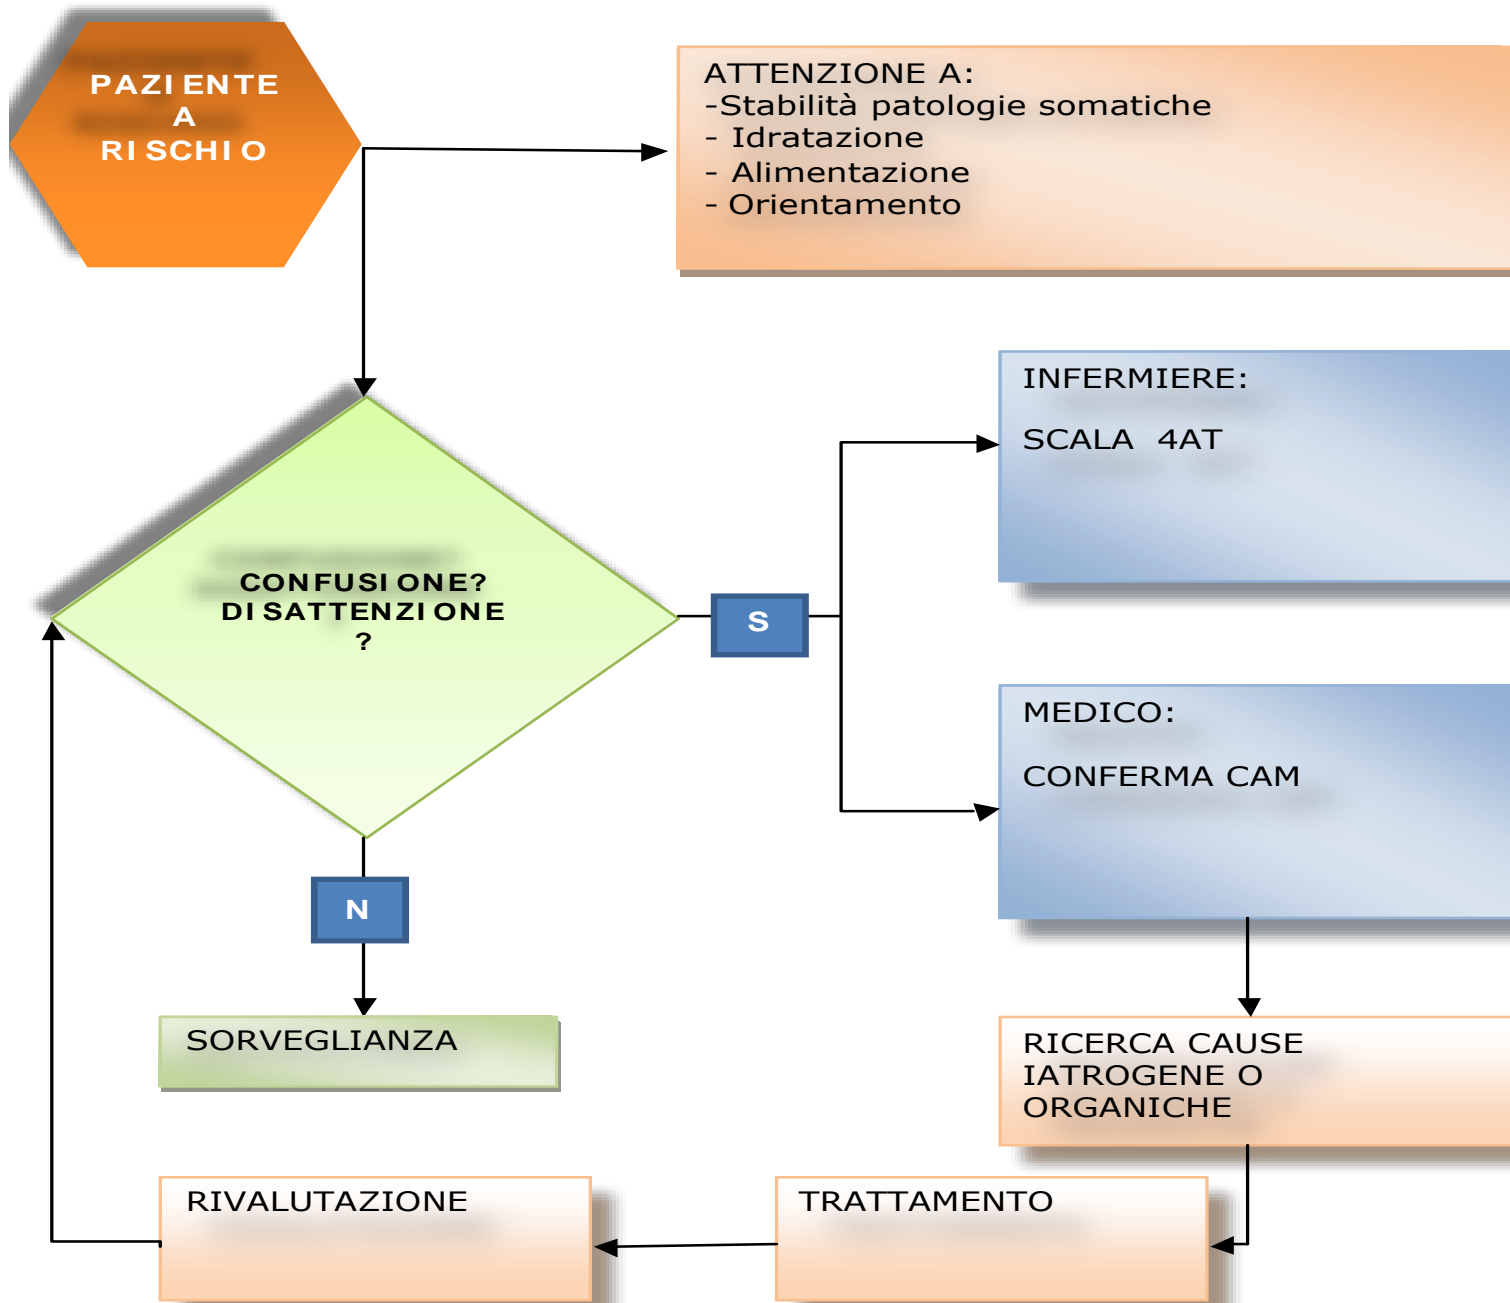 PAZIENTE
A
RISCHIO
ATTENZIONE A:
-Stabilità patologie somatiche
- Idratazione
- Alimentazione
- Orientamento
INFERMIERE:
SCALA 4AT
CONFUSIONE?
DISATTENZIONE
?
S
MEDICO:
CONFERMA CAM
N
SORVEGLIANZA
RICERCA CAUSE
IATROGENE O
ORGANICHE
RIVALUTAZIONE
TRATTAMENTO